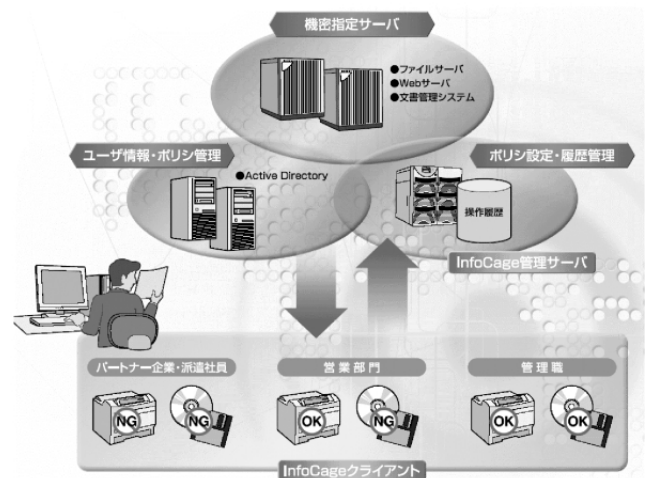 機密指定サーバ
●ファイルサーバ
●Webサーバ
●文書管理システム
ユーザ情報・ポリシ管理
●Active Directory
ポリシ設定・履歴管理
操作履歴
InfoCage管理サーバ
パートナー企業・派遣社員
NG
NG
営業部門
OK
NG
管理職
OK
OK
InfoCageクライアント